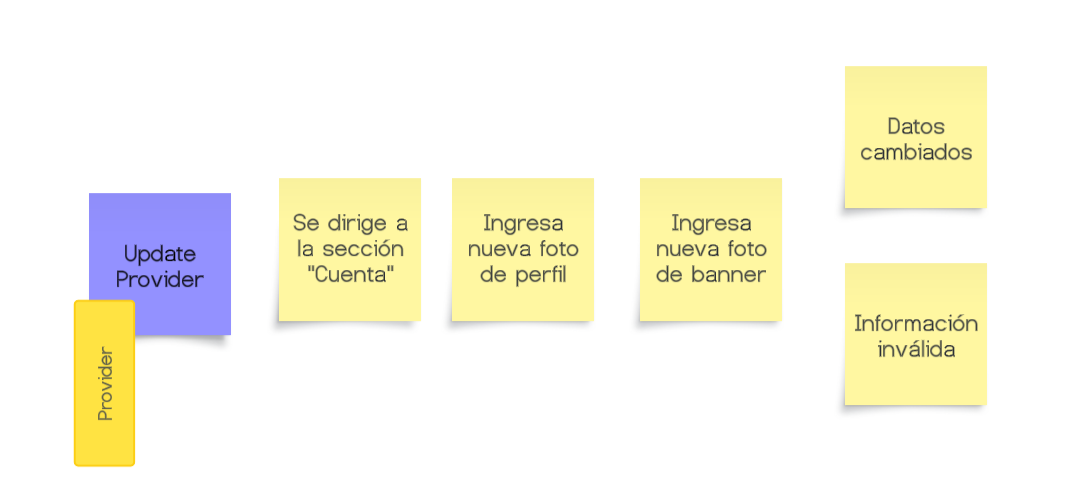 Update
Provider
Provider
Se dirige a
la sección
"Cuenta"
Ingresa
nueva foto
de perfil
Ingresa
nueva foto
de banner
Datos
cambiados
Información
inválida